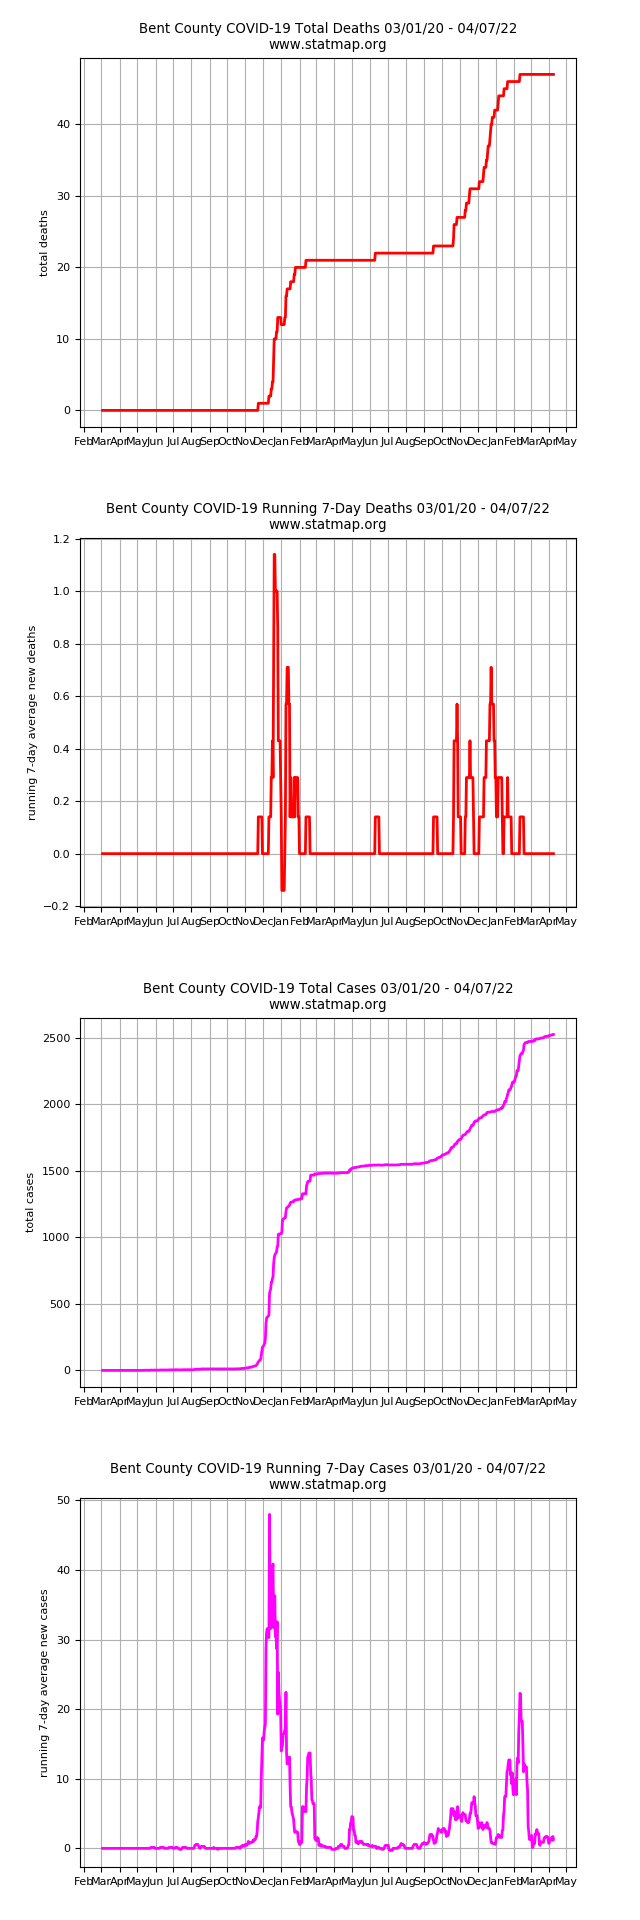 Bent County COVID-19 Total Deaths 03/01/20 - 04/07/22
www.statmap.org
40
30
20
10
0
total deaths
Feb Mar Apr May Jun Jul Aug Sep Oct Nov Dec Jan Feb Mar Apr May Jun Jul Aug Sep Oct Nov Dec Jan Feb Mar Apr May
Bent County COVID-19 Running 7-Day Deaths 03/01/20 - 04/07/22
www.statmap.org
1.2
1.0
0.8
0.6
0.4
0.2
0.0
−0.2
running 7-day average new deaths
Feb Mar Apr May Jun Jul Aug Sep Oct Nov Dec Jan Feb Mar Apr May Jun Jul Aug Sep Oct Nov Dec Jan Feb Mar Apr May
Bent County COVID-19 Total Cases 03/01/20 - 04/07/22
www.statmap.org
2500
2000
1500
1000
500
0
total cases
Feb Mar Apr May Jun Jul Aug Sep Oct Nov Dec Jan Feb Mar Apr May Jun Jul Aug Sep Oct Nov Dec Jan Feb Mar Apr May
Bent County COVID-19 Running 7-Day Cases 03/01/20 - 04/07/22
www.statmap.org
50
40
30
20
10
0
running 7-day average new cases
Feb Mar Apr May Jun Jul Aug Sep Oct Nov Dec Jan Feb Mar Apr May Jun Jul Aug Sep Oct Nov Dec Jan Feb Mar Apr May